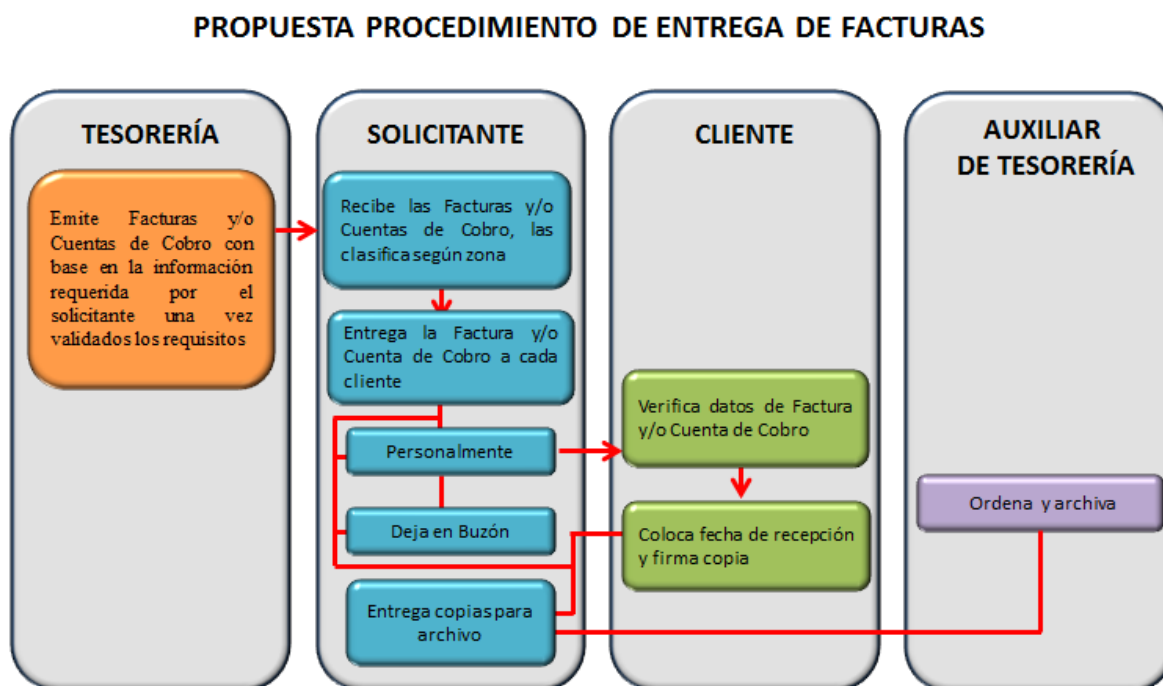 PROPUESTA PROCEDIMIENTO DE ENTREGA DE FACTURAS
TESORERÍA
Emite Facturas y/o
Cuentas de Cobro con
base en la información
requerida por el
solicitante una vez
validados los requisitos
SOLICITANTE
Recibe las Facturas y/o
Cuentas de Cobro, las
clasifica según zona
Entrega la Factura y/o
Cuenta de Cobro a cada
cliente
Personalmente
Deja en Buzón
Entrega copias para
archivo
CLIENTE
Verifica datos de Factura
y/o Cuenta de Cobro
Coloca fecha de recepción
y firma copia
AUXILIAR
DE TESORERÍA
Ordena y archiva